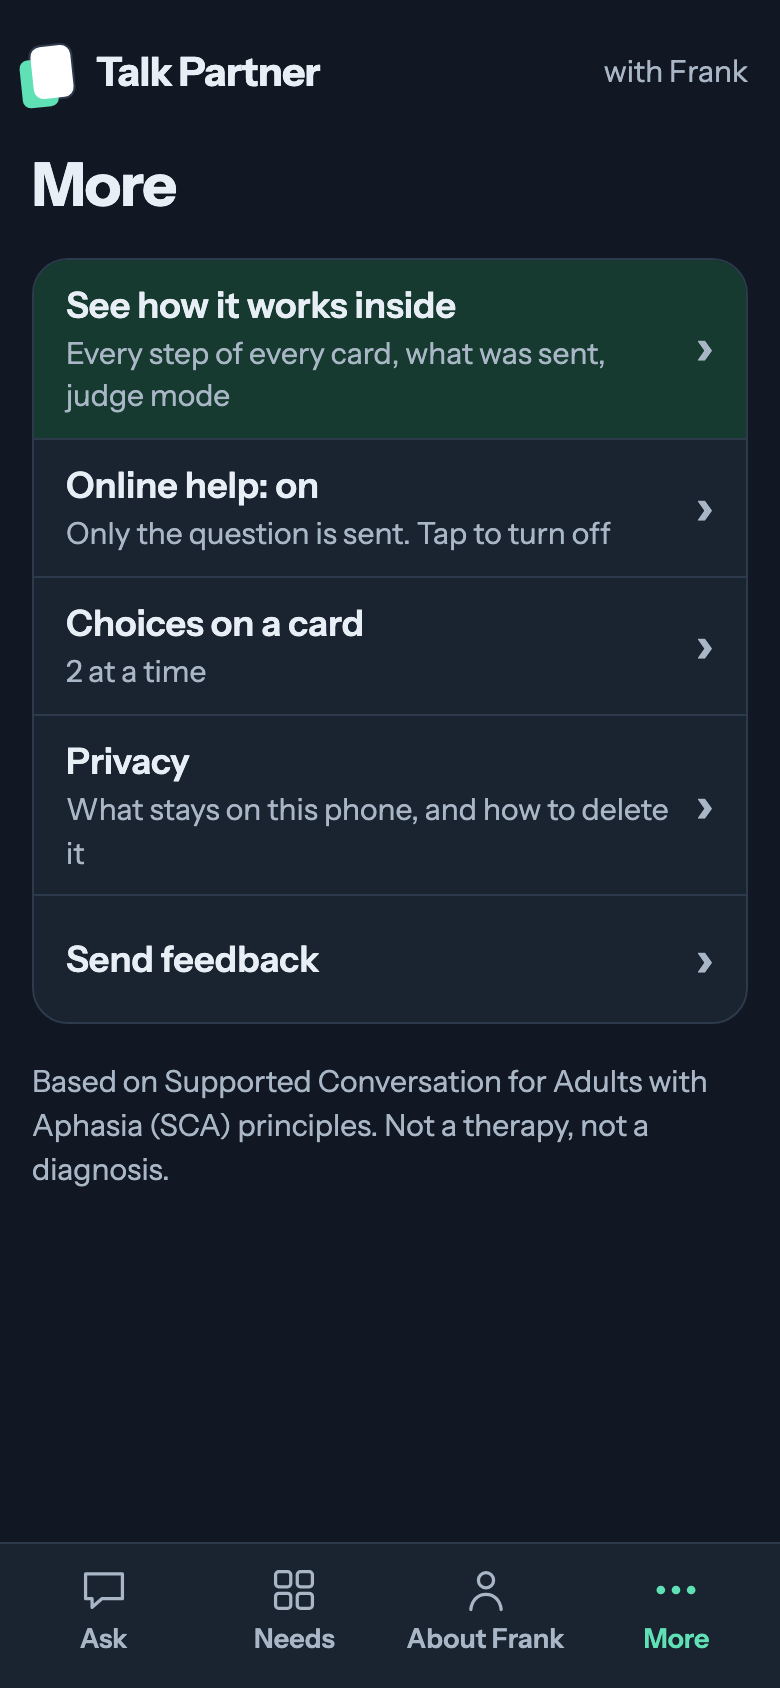 Talk Partner
with Frank
More
See how it works inside
Every step of every card, what was sent,
judge mode
Online help: on
Only the question is sent. Tap to turn off
Choices on a card
2 at a time
Privacy
What stays on this phone, and how to delete
it
Send feedback
Based on Supported Conversation for Adults with
Aphasia (SCA) principles. Not a therapy, not a
diagnosis.
Ask
Needs
About Frank
More